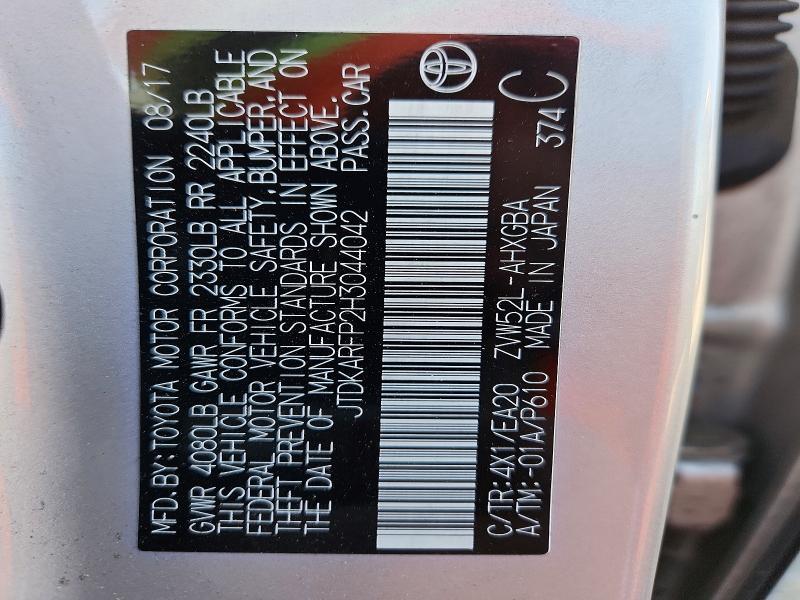 MFD.BY:TOYOTA MOTOR CORPORATION 08/17
GVWR 4080LB GAWR FR 2330LB RR 2240LB
THIS VEHICLE CONFORMS TO ALL APPLICABLE
FEDERAL MOTOR VEHICLE SAFETY,BUMPER,AND
THEFT PREVENTION STANDARDS IN EFFECT ON
THE DATE OF MANUFACTURE SHOWN ABOVE.
JTDKARFP2H3044042 PASS.CAR
C/TR:4X1/EA20 ZVW52L-AHXGBA
A/TM:-01A/P610 MADE IN JAPAN 374 C